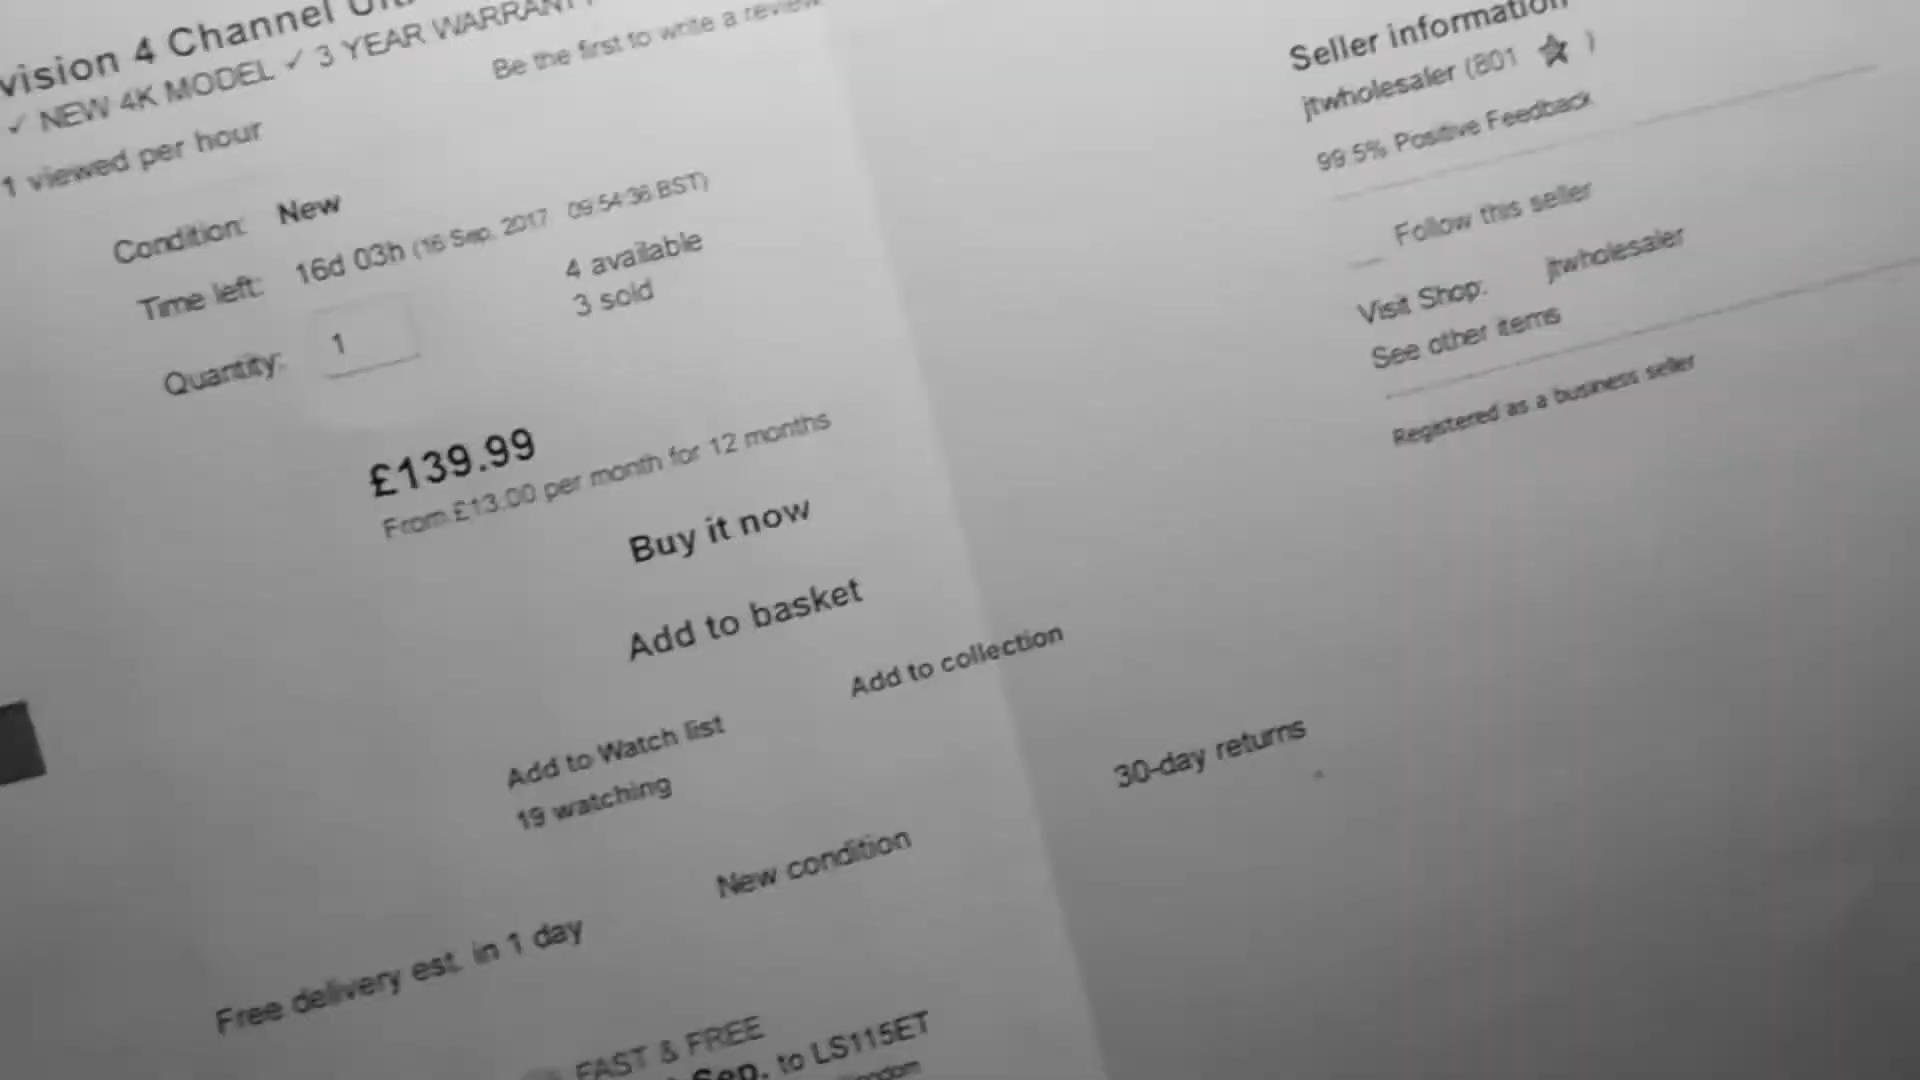 vision 4 Channel
✓ NEW 4K MODEL ✓ 3 YEAR WARRANTY
Be the first to write a review
1 viewed per hour
Condition: New
Time left: 16d 03h (16 Sep, 2017 09:54:36 BST)
Quantity: 1
4 available
3 sold
£139.99
From £13.00 per month for 12 months
Buy it now
Add to basket
Add to collection
Add to Watch list
19 watching
New condition
30-day returns
Free delivery est. in 1 day
FAST & FREE
Sep. to LS115ET
Seller information
jtwholesaler (801 ★ )
99.5% Positive Feedback
Follow this seller
Visit Shop: jtwholesaler
See other items
Registered as a business seller